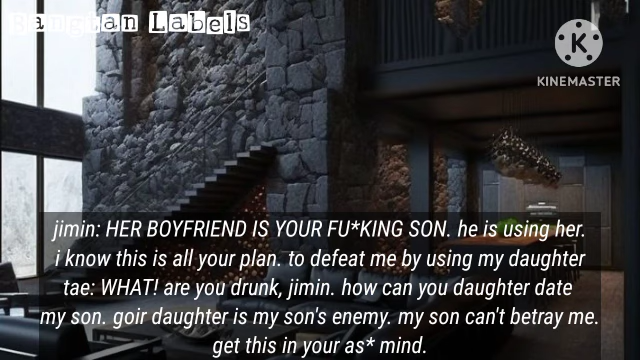 Bangtan Labels
KINEMASTER
jimin: HER BOYFRIEND IS YOUR FU*KING SON. he is using her.
i know this is all your plan. to defeat me by using my daughter
tae: WHAT! are you drunk, jimin. how can you daughter date
my son. goir daughter is my son's enemy. my son can't betray me.
get this in your as* mind.